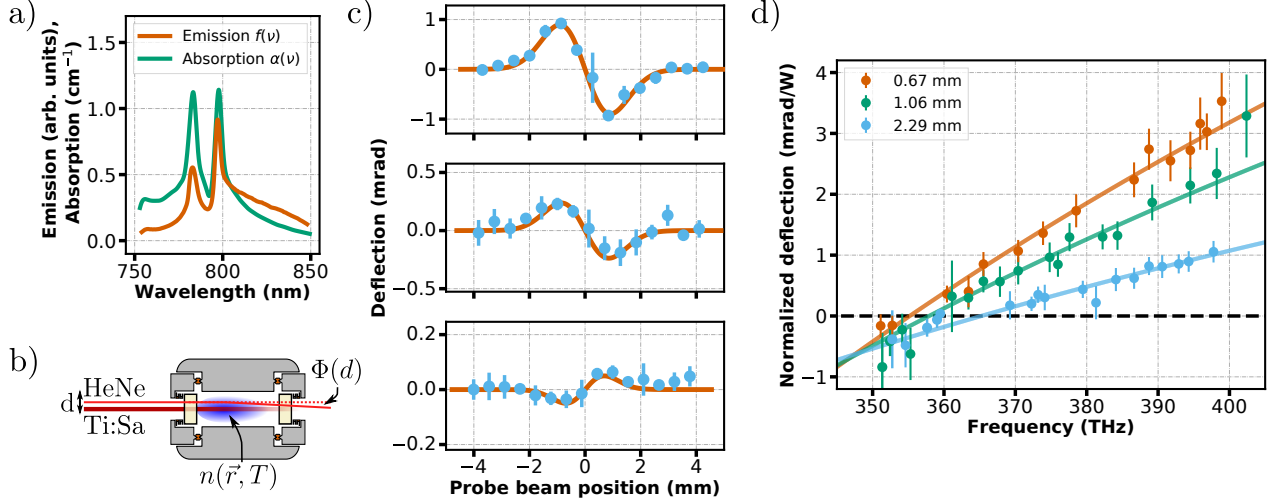 a)
Emission (arb. units),
Absorption (cm⁻¹)
1.5
1.0
0.5
0.0
Emission f(ν)
Absorption α(ν)
750
800
850
Wavelength (nm)
b)
HeNe
d
Ti:Sa
Φ(d)
n(r⃗, T)
c)
Deflection (mrad)
1
0
−1
0.5
0.0
−0.5
0.2
0.0
−0.2
−4
−2
0
2
4
Probe beam position (mm)
d)
Normalized deflection (mrad/W)
4
3
2
1
0
−1
0.67 mm
1.06 mm
2.29 mm
350
360
370
380
390
400
Frequency (THz)